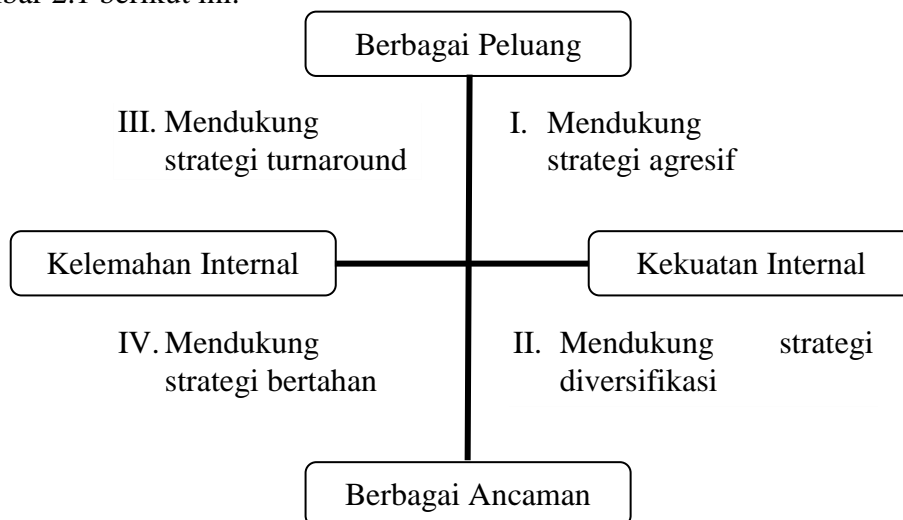 2.1 berikut ini.
Berbagai Peluang
III. Mendukung
strategi turnaround
I. Mendukung
strategi agresif
Kelemahan Internal
Kekuatan Internal
IV. Mendukung
strategi bertahan
II. Mendukung strategi
diversifikasi
Berbagai Ancaman